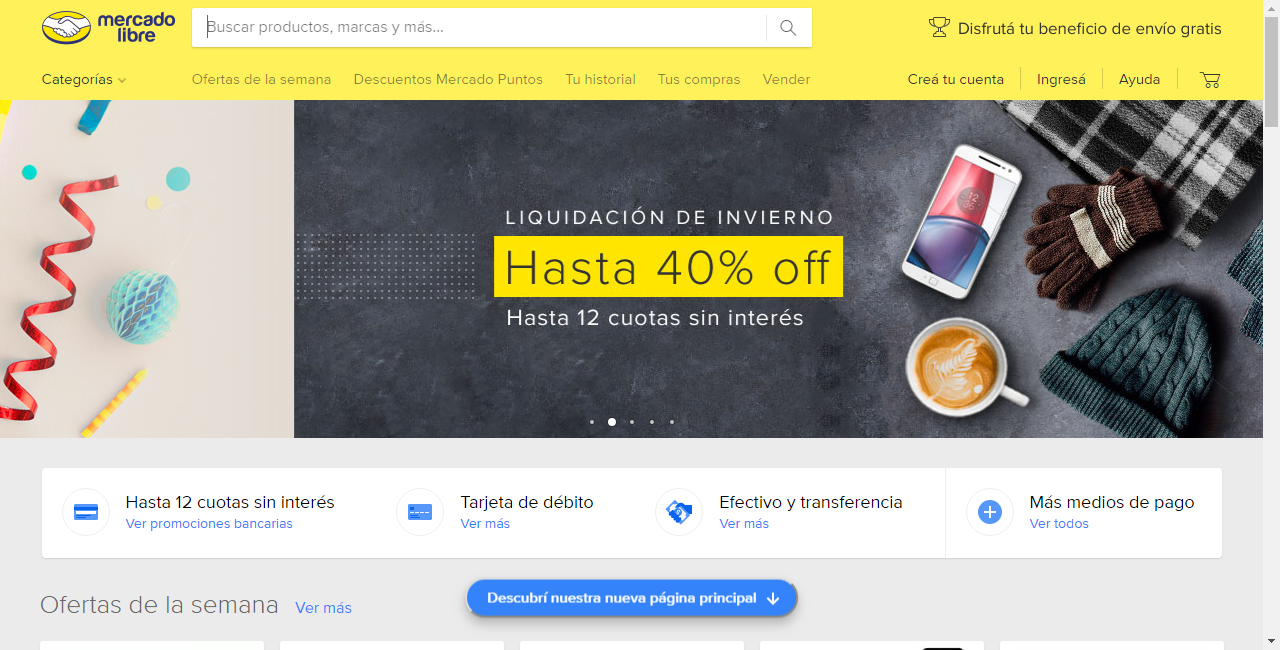 mercado
libre
Buscar productos, marcas y más...
Disfrutá tu beneficio de envío gratis
Categorías
Ofertas de la semana
Descuentos Mercado Puntos
Tu historial
Tus compras
Vender
Creá tu cuenta
Ingresá
Ayuda
LIQUIDACIÓN DE INVIERNO
Hasta 40% off
Hasta 12 cuotas sin interés
Hasta 12 cuotas sin interés
Ver promociones bancarias
Tarjeta de débito
Ver más
Efectivo y transferencia
Ver más
Más medios de pago
Ver todos
Ofertas de la semana
Ver más
Descubrí nuestra nueva página principal